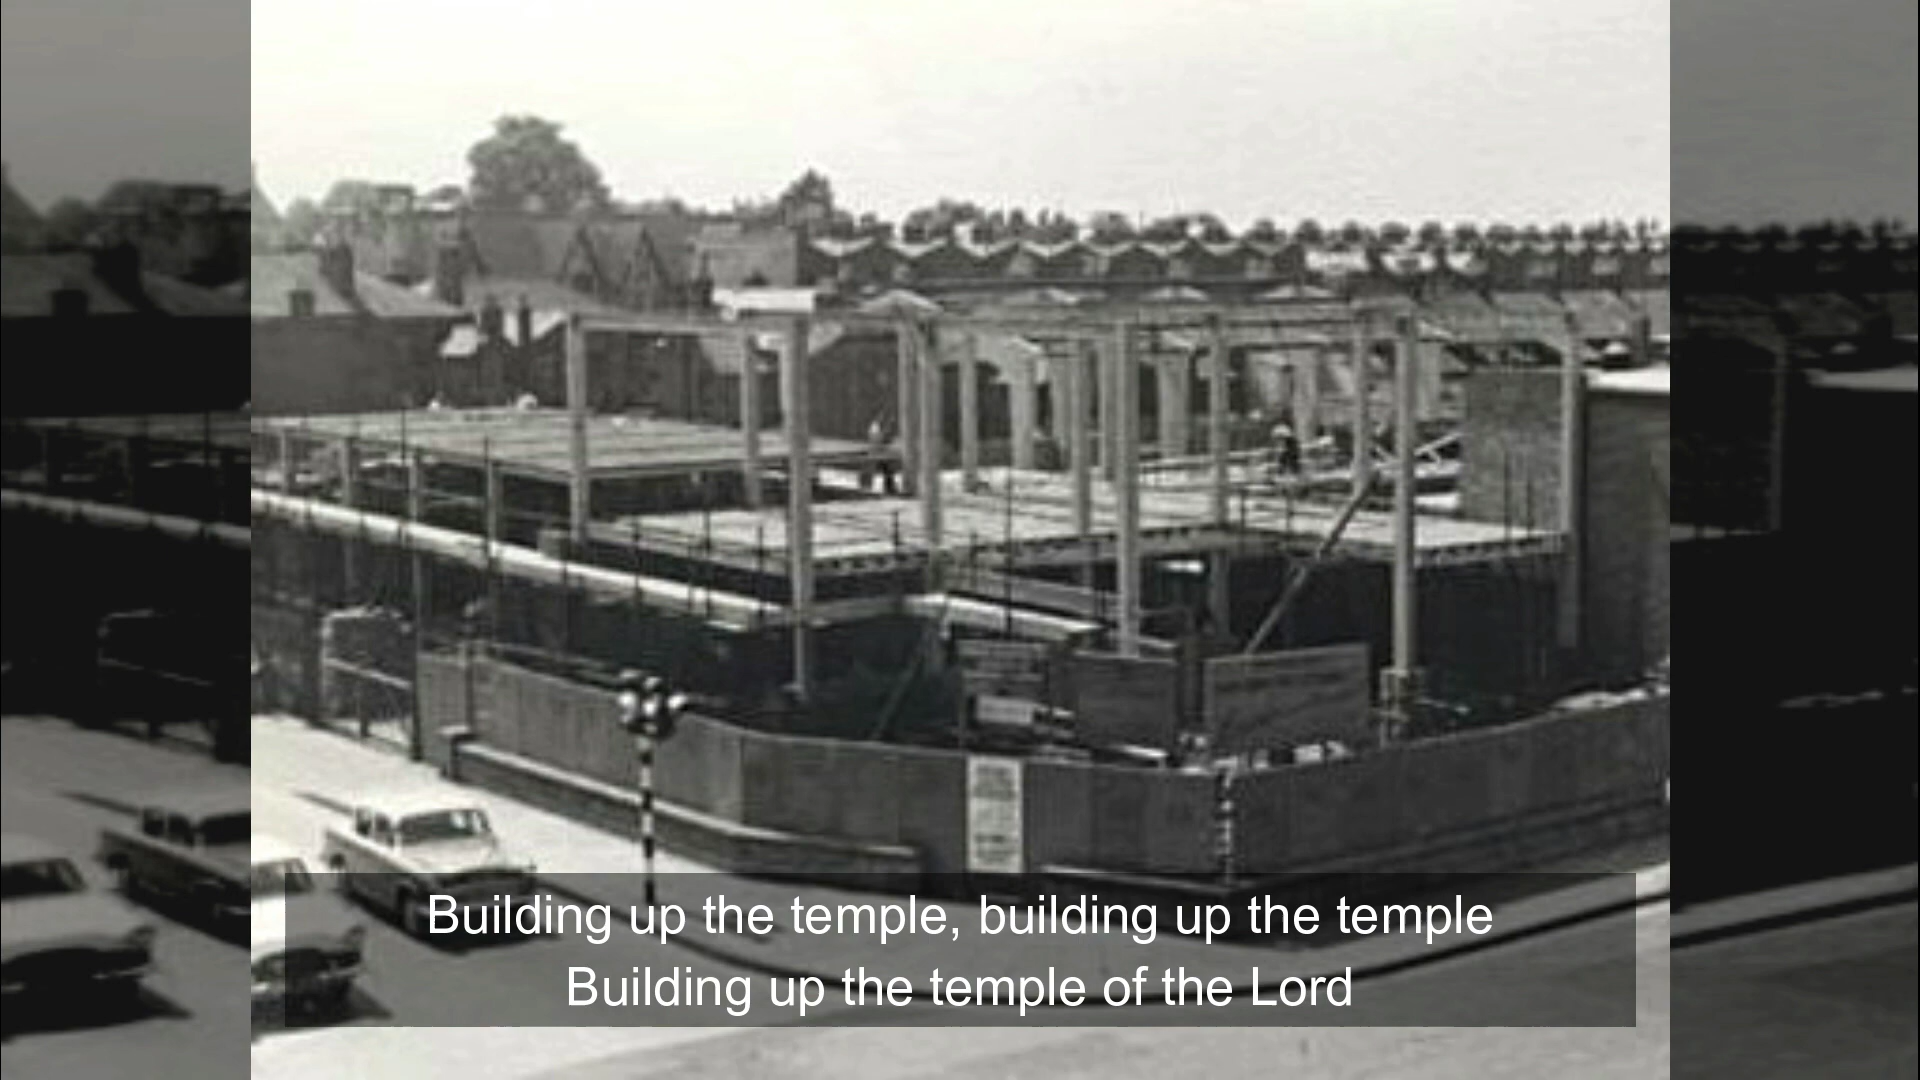 Building up the temple, building up the temple
Building up the temple of the Lord